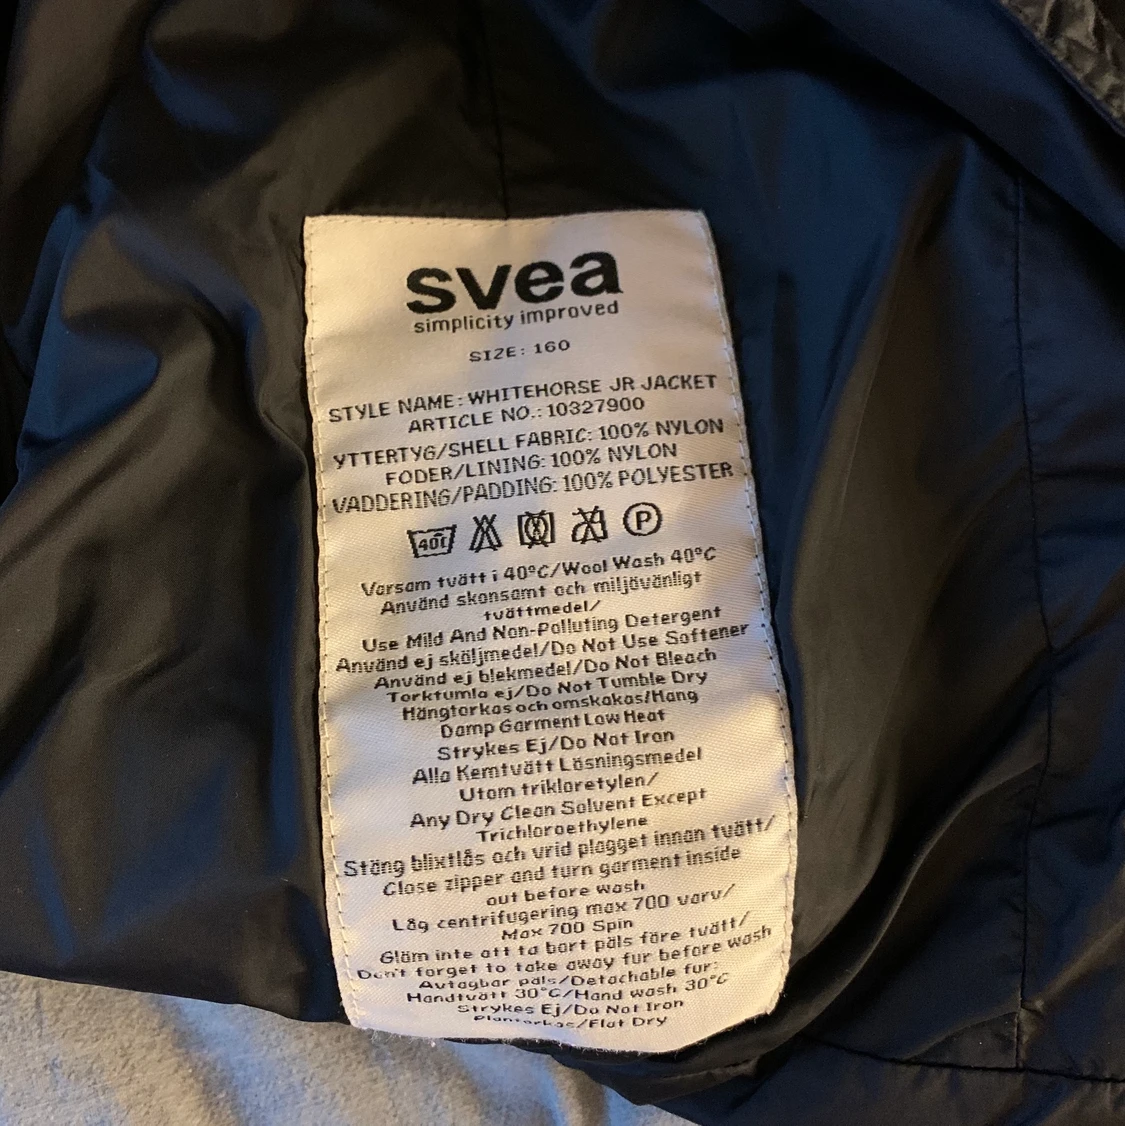 svea
simplicity improved
SIZE: 160
STYLE NAME: WHITEHORSE JR JACKET
ARTICLE NO.: 10327900
YTTERTYG/SHELL FABRIC: 100% NYLON
FODER/LINING: 100% NYLON
VADDERING/PADDING: 100% POLYESTER
40C P
Varsam tvätt i 40°C/Wool Wash 40°C
Använd skonsamt och miljövänligt
tvättmedel/
Use Mild And Non-Polluting Detergent
Använd ej sköljmedel/Do Not Use Softener
Använd ej blekmedel/Do Not Bleach
Torktumla ej/Do Not Tumble Dry
Hängtorkas och omskakas/Hang
Damp Garment Low Heat
Strykes Ej/Do Not Iron
Alla Kemtvätt Lösningsmedel
Utom trikloretylen/
Any Dry Clean Solvent Except
Trichloroethylene
Stäng blixtlås och vrid plagget innan tvätt/
Close zipper and turn garment inside
out before wash
Låg centrifugering max 700 varv/
Max 700 Spin
Glöm inte att ta bort päls före tvätt/
Don't forget to take away fur before wash
Avtagbar päls/Detachable fur:
Handtvätt 30°C/Hand wash 30°C
Strykes Ej/Do Not Iron
Plantorkas/Flat Dry